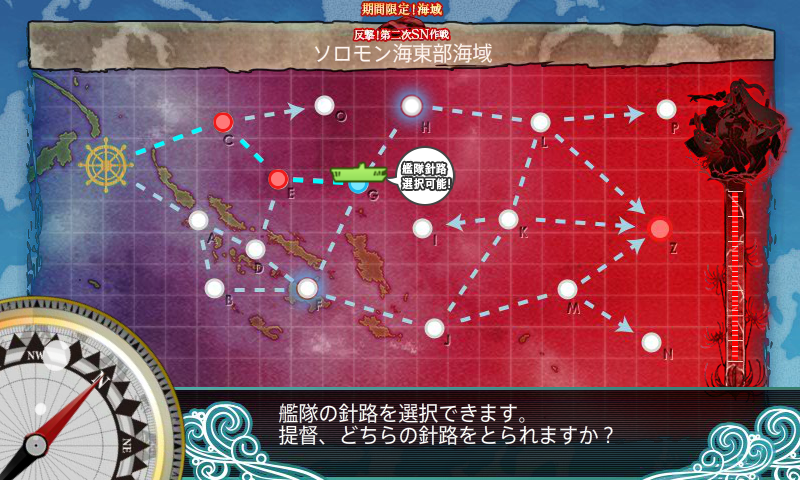 期間限定!海域
反撃!第二次SN作戦
ソロモン海東部海域
O
H
P
C
L
艦隊針路
選択可能!
E
G
A
I
K
Z
D
B
F
M
J
N
NW
N
NE
艦隊の針路を選択できます。
提督、どちらの針路をとられますか？